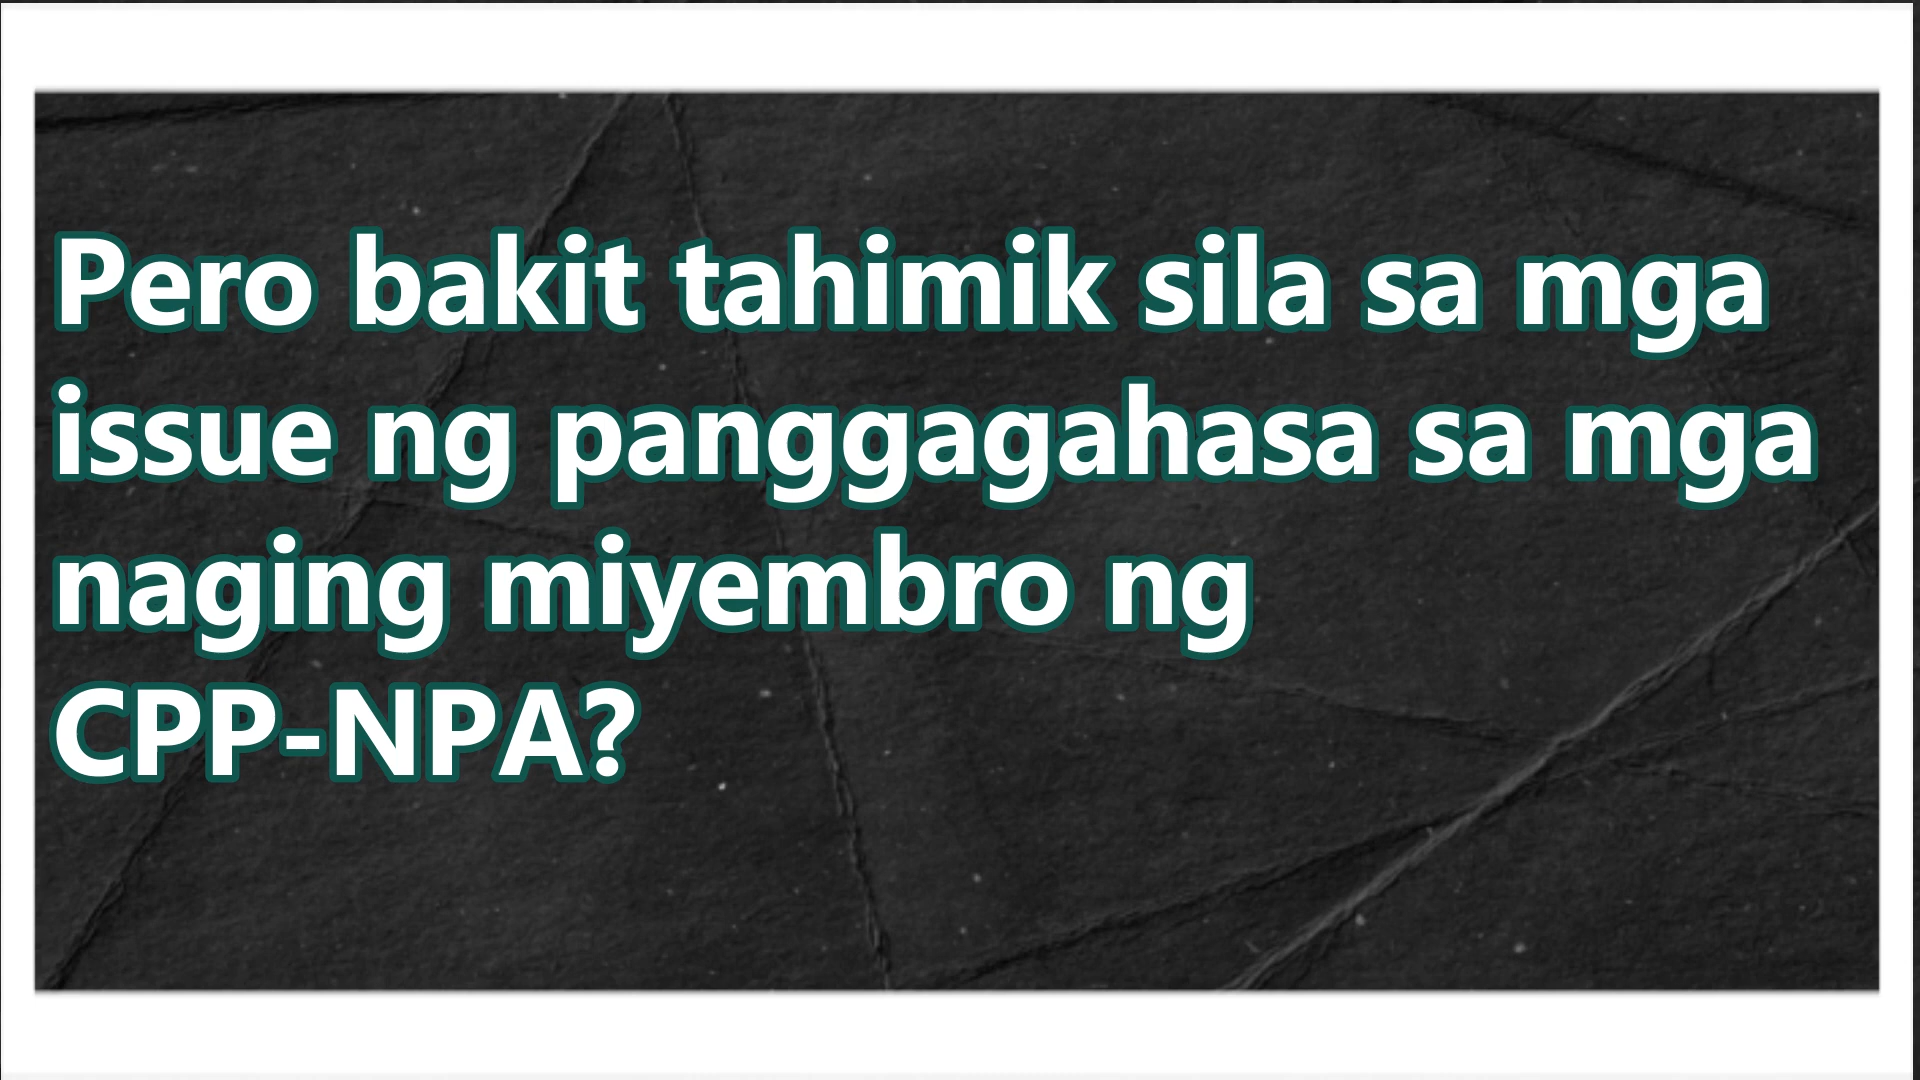 Pero bakit tahimik sila sa mga
issue ng panggagahasa sa mga
naging miyembro ng
CPP-NPA?